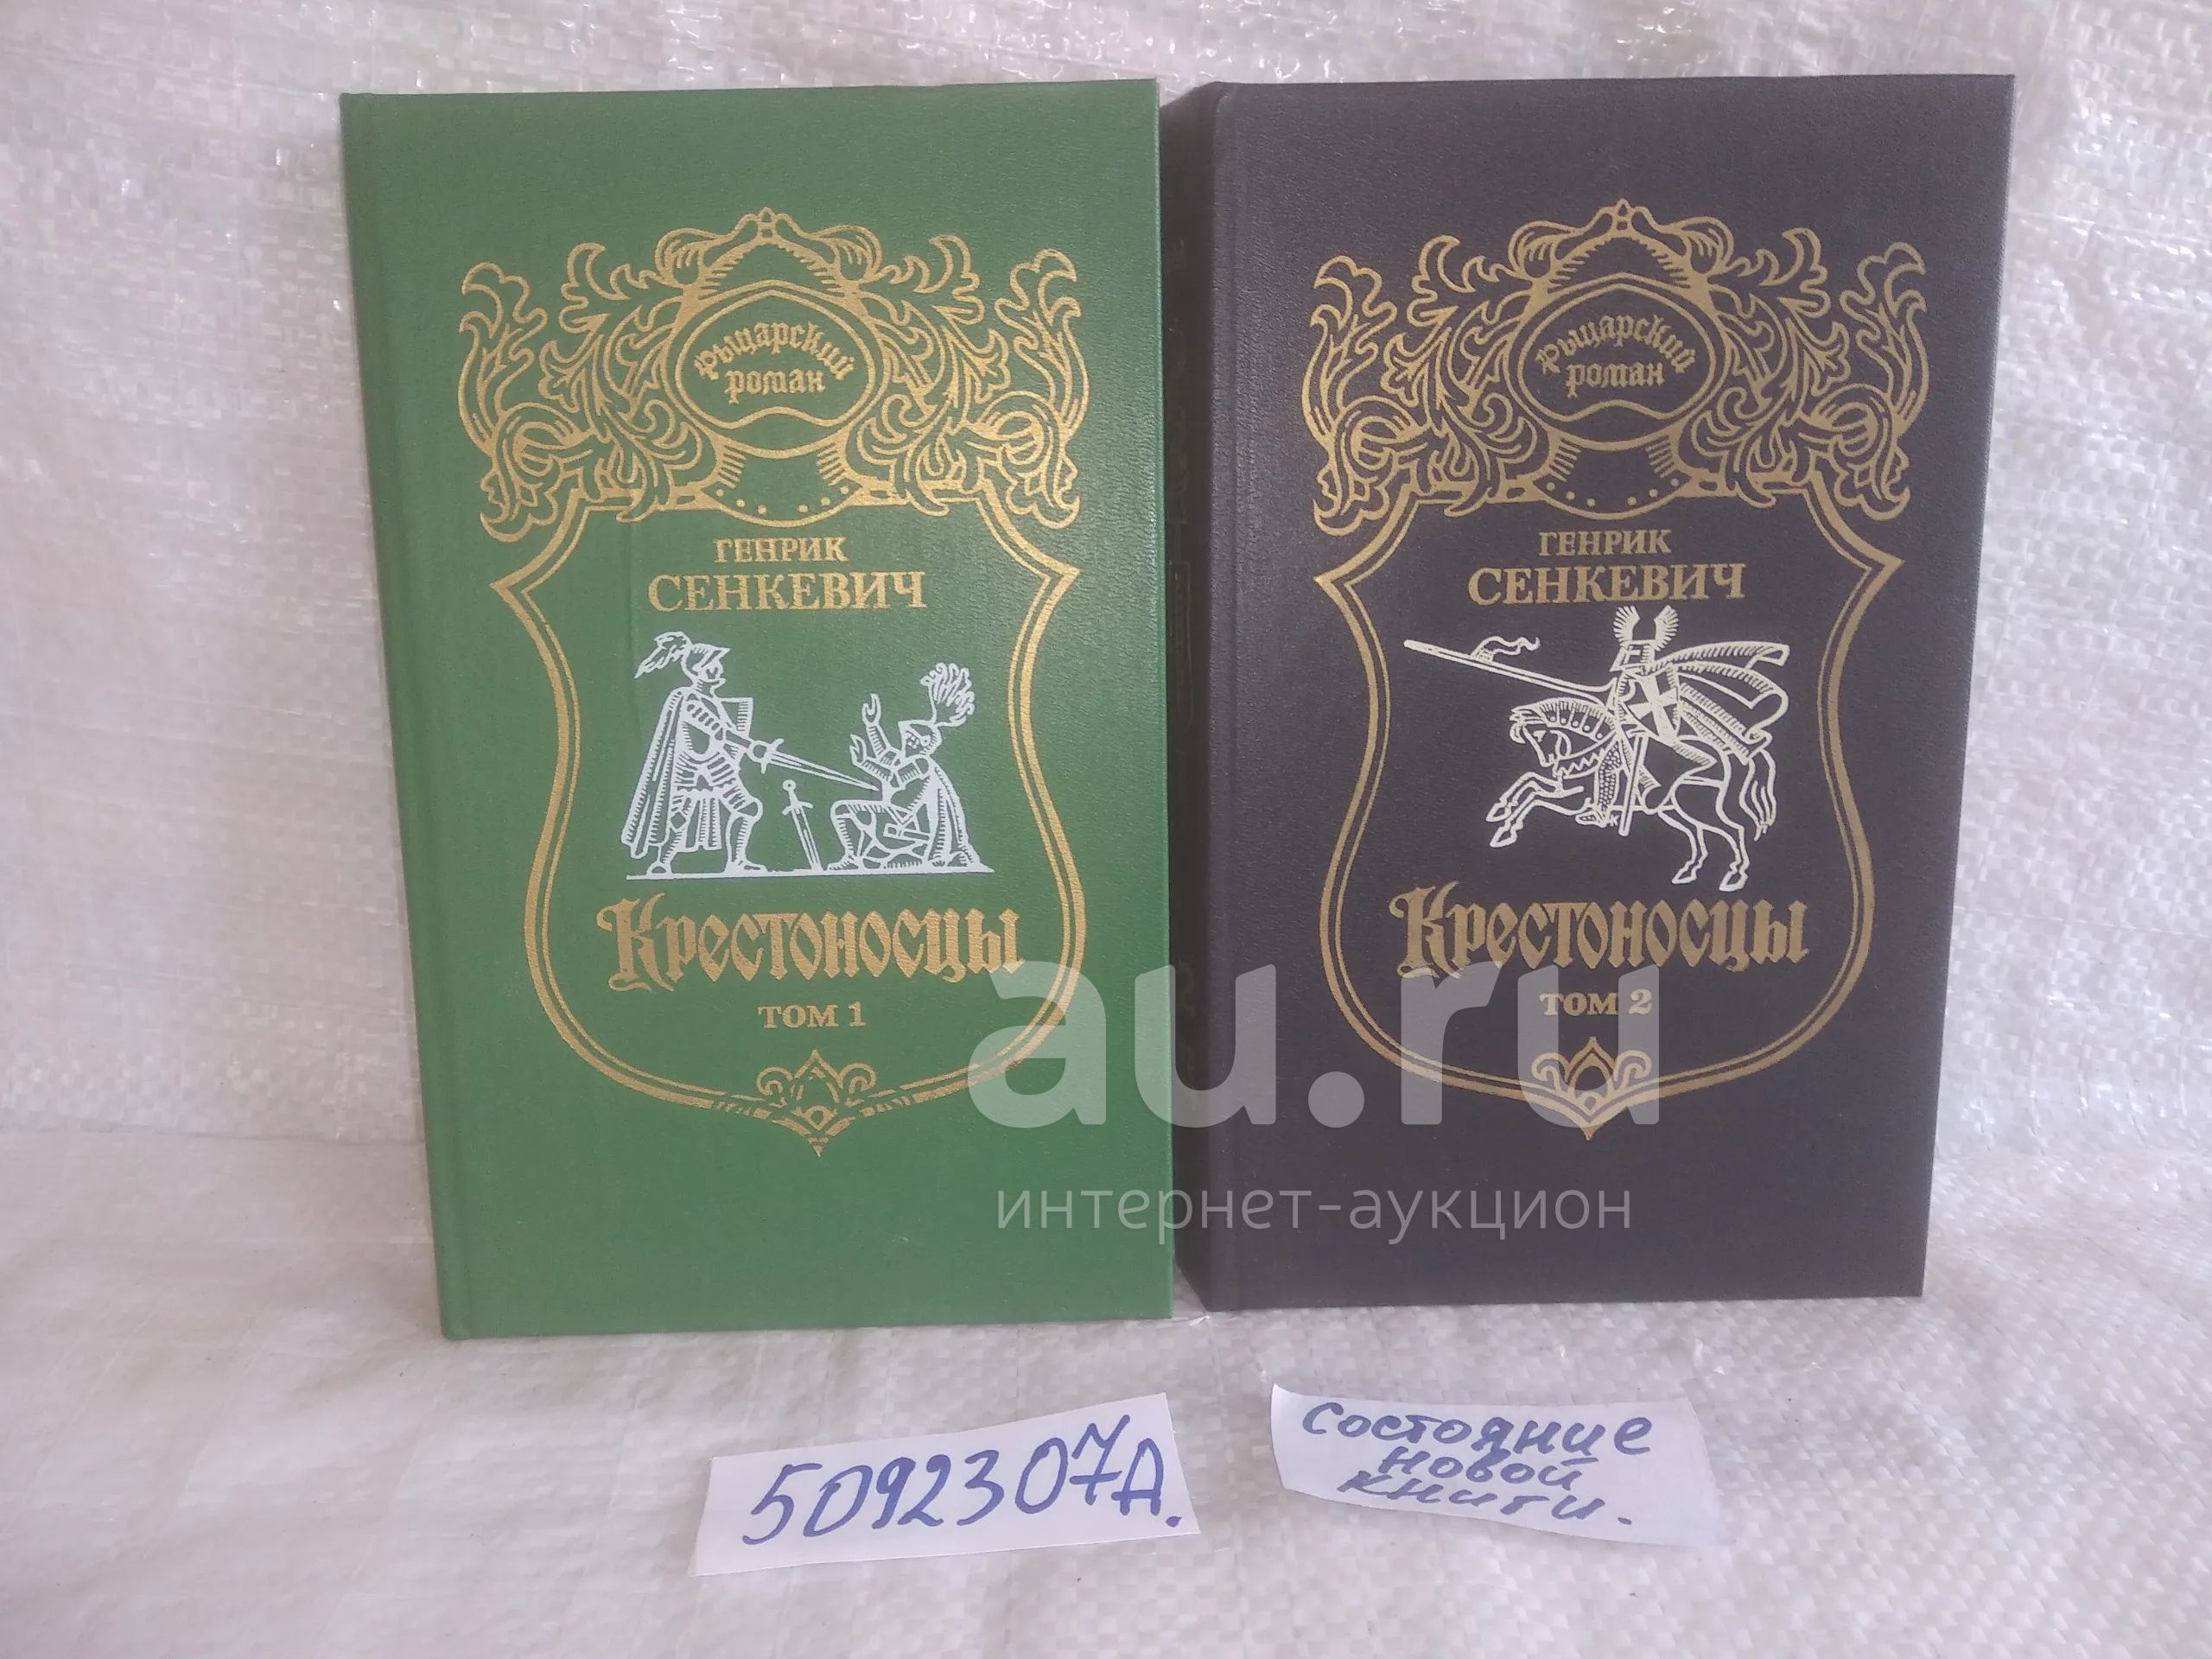 Рыцарский
роман
ГЕНРИК
СЕНКЕВИЧ
Крестоносцы
ТОМ 1
Рыцарский
роман
ГЕНРИК
СЕНКЕВИЧ
Крестоносцы
ТОМ 2
au.ru
интернет-аукцион
5092307А.
Состояние
новой
книги.